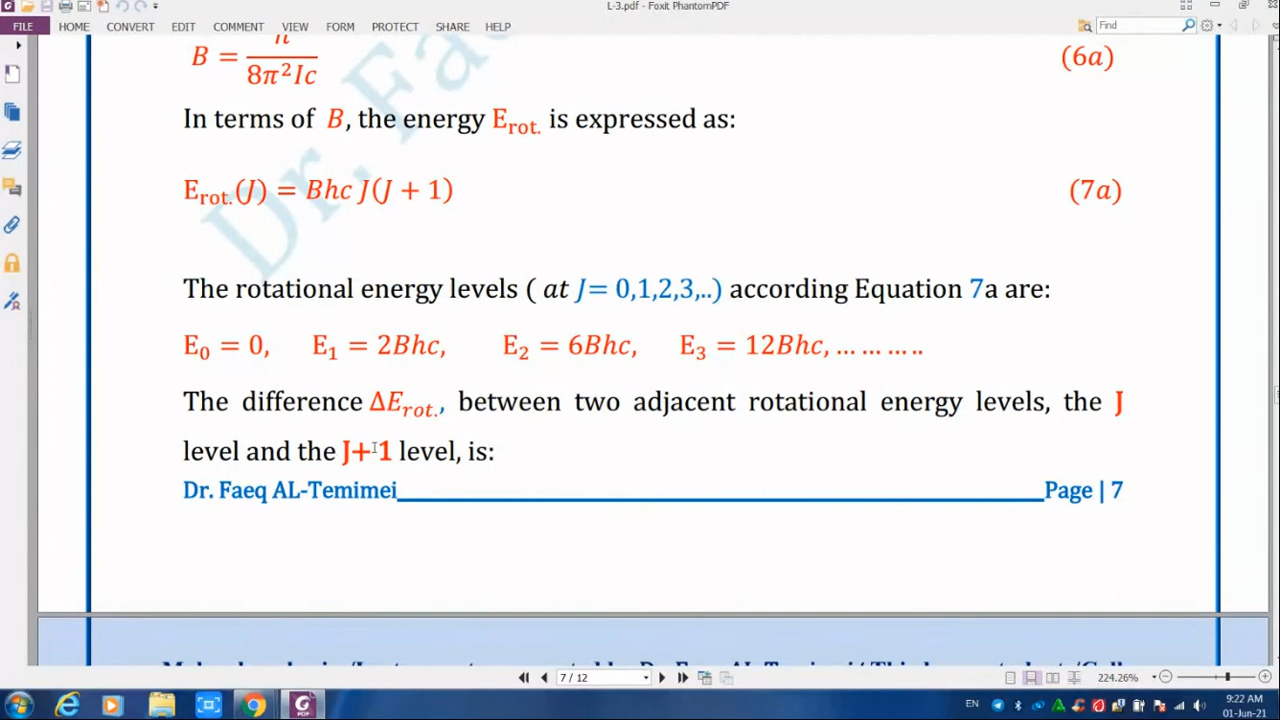 L-3.pdf - Foxit PhantomPDF
FILE HOME CONVERT EDIT COMMENT VIEW FORM PROTECT SHARE HELP
Find
B = h / 8π²Ic (6a)
In terms of B, the energy E_rot. is expressed as:
E_rot.(J) = Bhc J(J + 1) (7a)
The rotational energy levels ( at J= 0,1,2,3,..) according Equation 7a are:
E₀ = 0, E₁ = 2Bhc, E₂ = 6Bhc, E₃ = 12Bhc, … … … ..
The difference ΔE_rot., between two adjacent rotational energy levels, the J
level and the J+1 level, is:
Dr. Faeq AL-Temimei Page | 7
7 / 12
224.26%
EN
9:22 AM
01-Jun-21